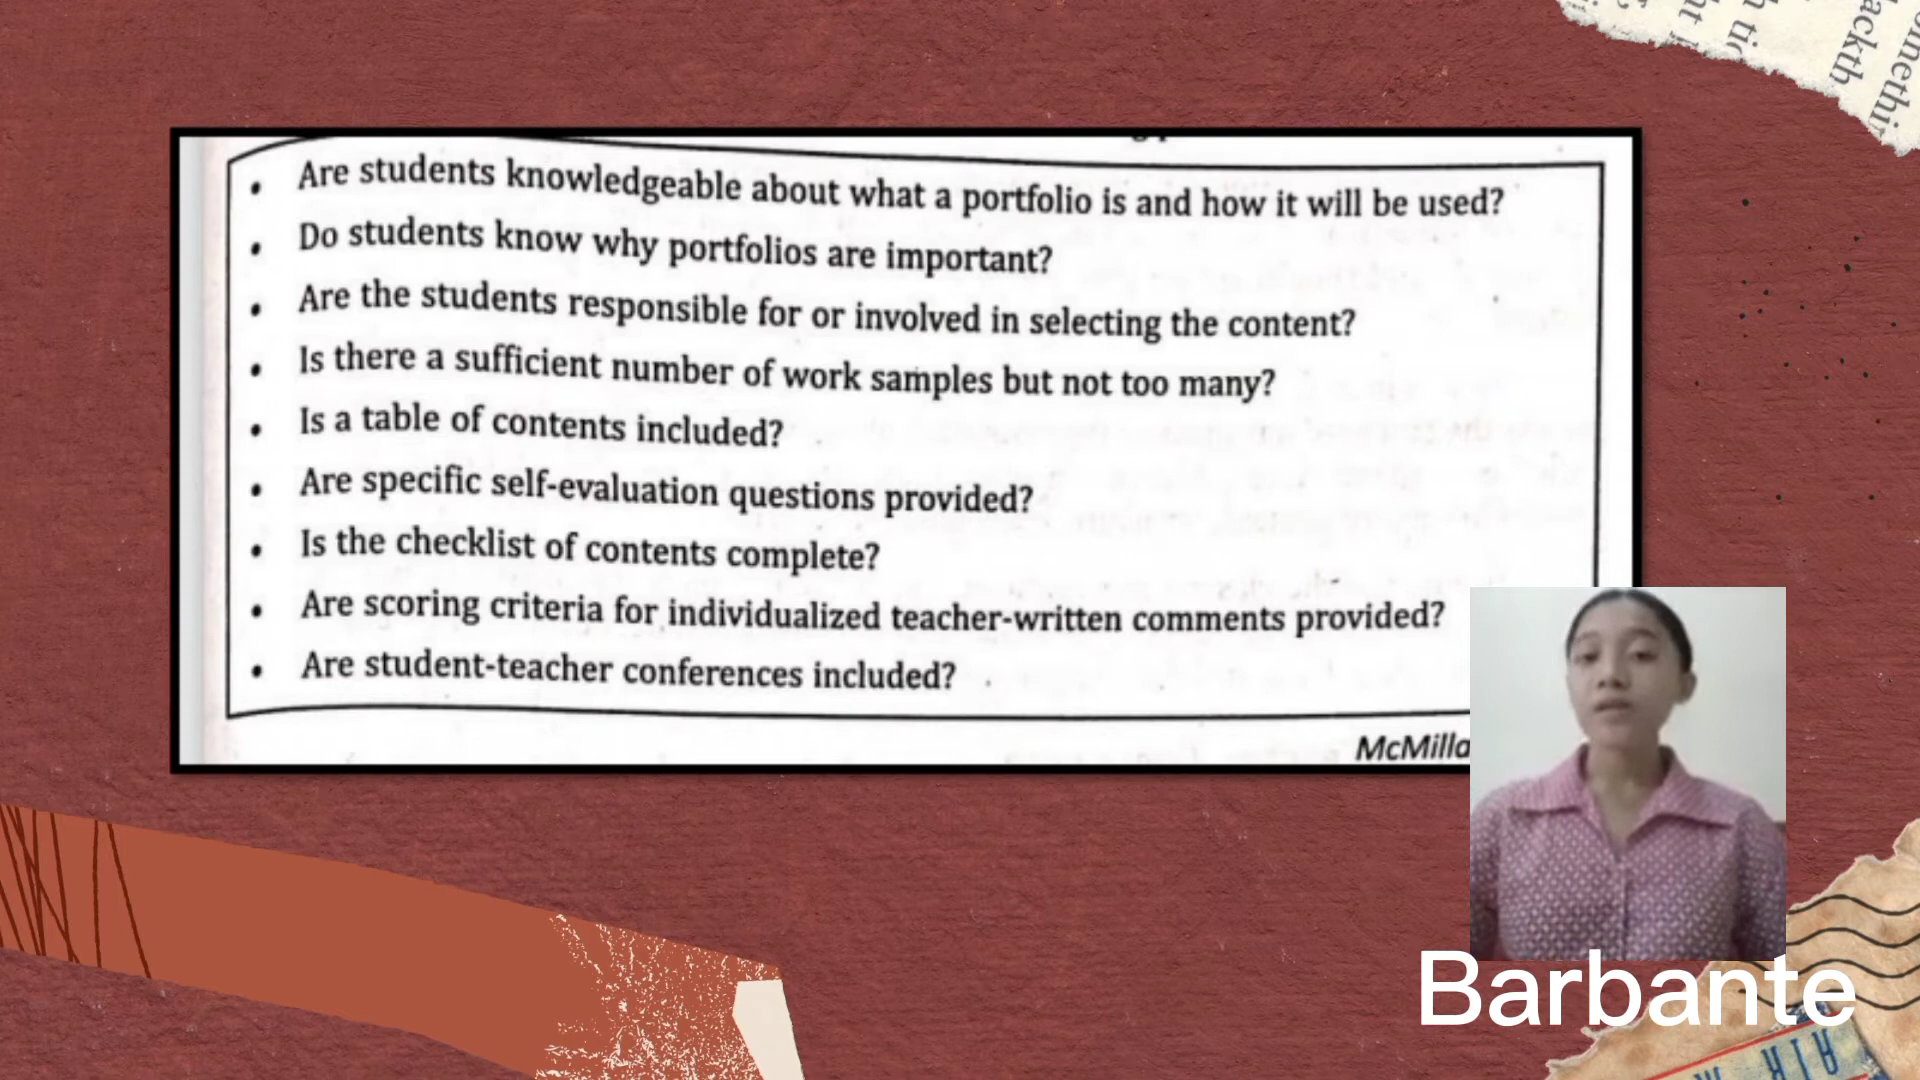 Are students knowledgeable about what a portfolio is and how it will be used?
Do students know why portfolios are important?
Are the students responsible for or involved in selecting the content?
Is there a sufficient number of work samples but not too many?
Is a table of contents included?
Are specific self-evaluation questions provided?
Is the checklist of contents complete?
Are scoring criteria for individualized teacher-written comments provided?
Are student-teacher conferences included?
McMilla
Barbante
AIR